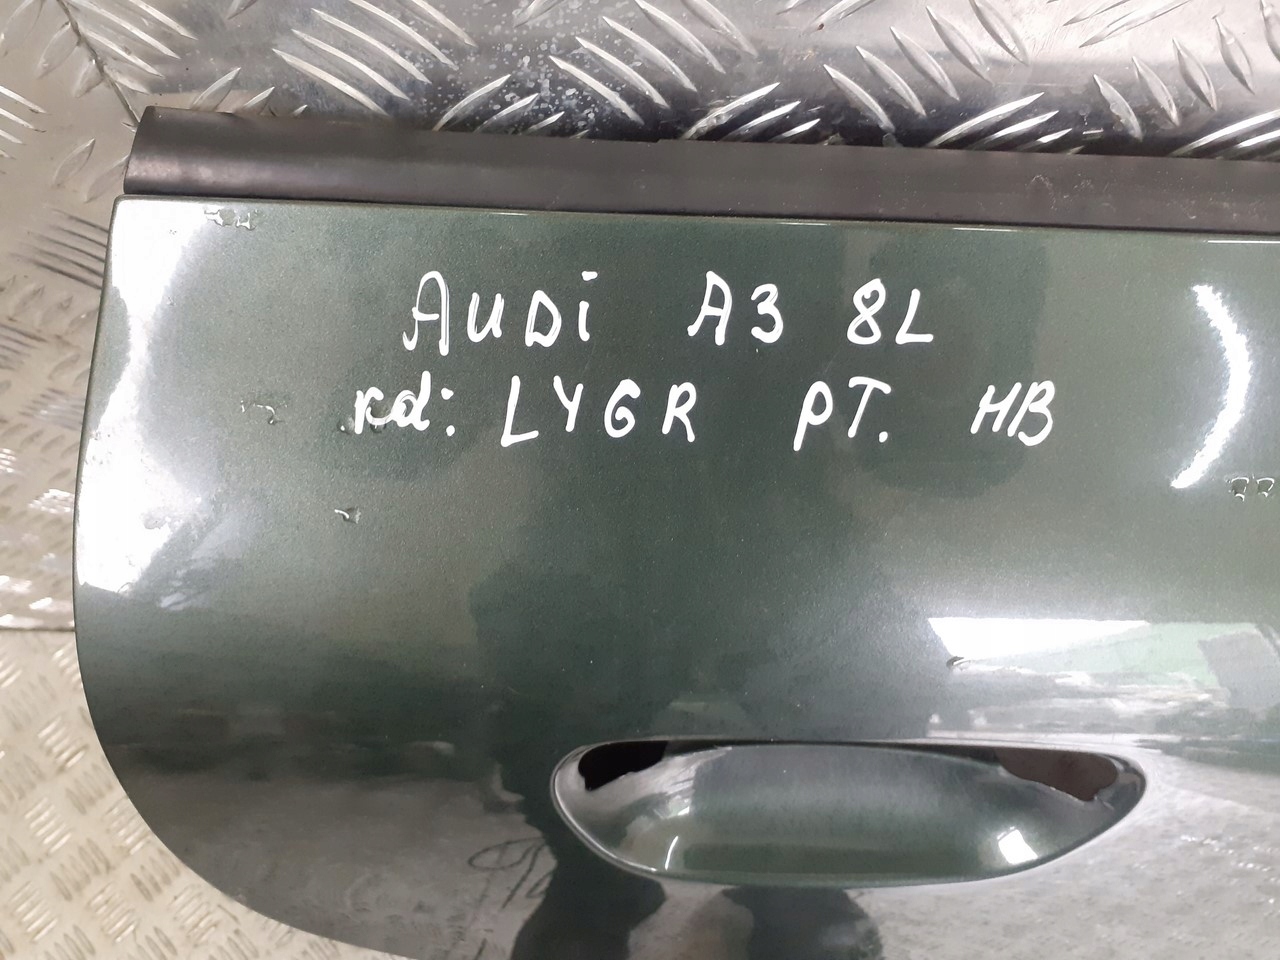 AUDi A3 8L
kd: LY6R PT. HB